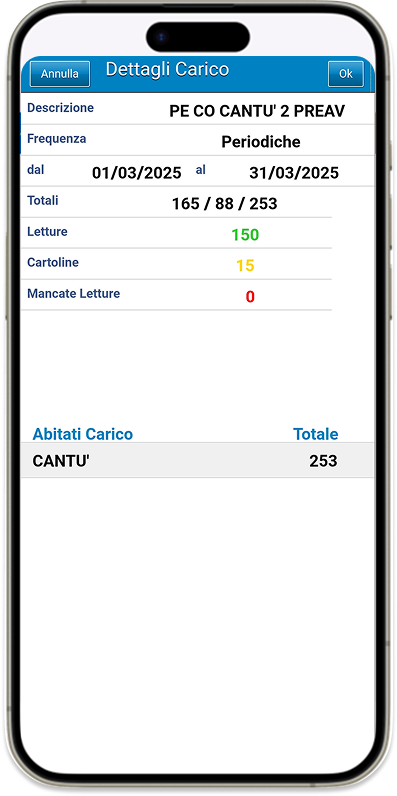 Annulla Dettagli Carico Ok
Descrizione PE CO CANTU' 2 PREAV
Frequenza Periodiche
dal 01/03/2025 al 31/03/2025
Totali 165 / 88 / 253
Letture 150
Cartoline 15
Mancate Letture 0
Abitati Carico Totale
CANTU' 253